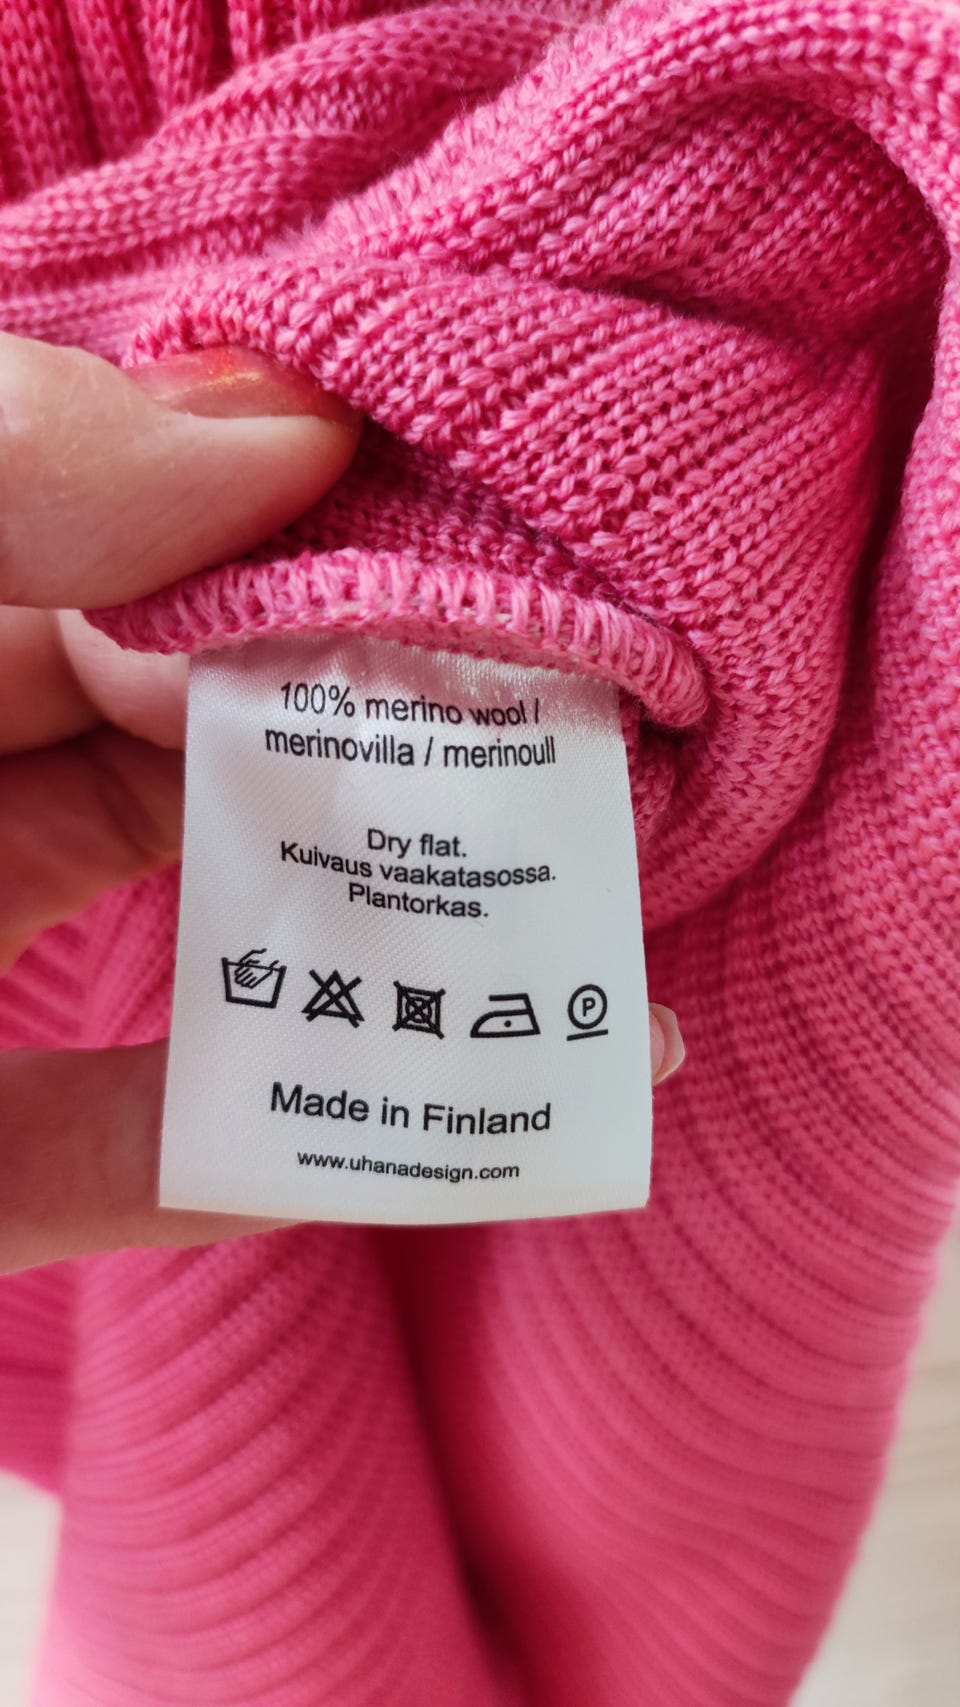 100% merino wool /
merinovilla / merinoull
Dry flat.
Kuivaus vaakatasossa.
Plantorkas.
P
Made in Finland
www.uhanadesign.com